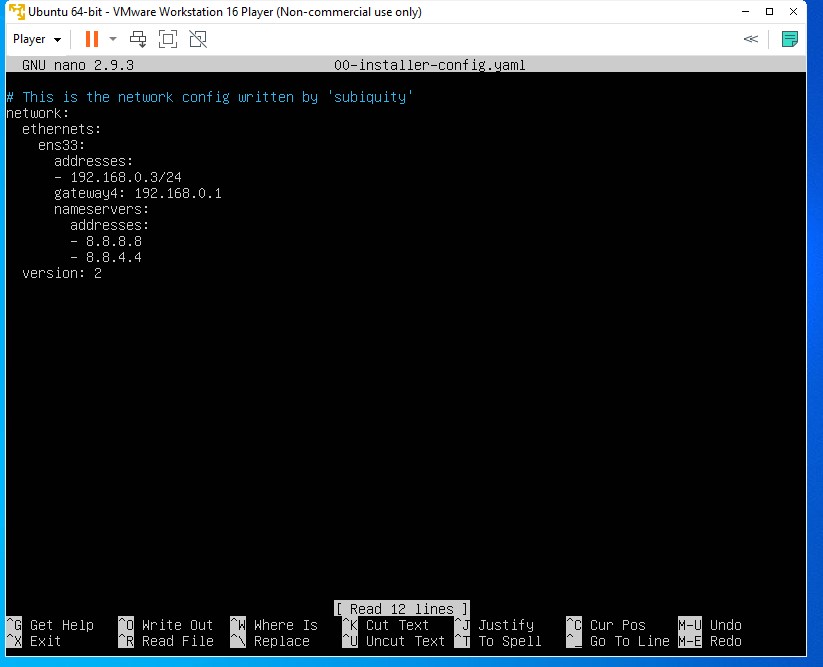 Ubuntu 64-bit - VMware Workstation 16 Player (Non-commercial use only)
Player
GNU nano 2.9.3 00-installer-config.yaml
# This is the network config written by 'subiquity'
network:
  ethernets:
    ens33:
      addresses:
      - 192.168.0.3/24
      gateway4: 192.168.0.1
      nameservers:
        addresses:
        - 8.8.8.8
        - 8.8.4.4
  version: 2
[ Read 12 lines ]
^G Get Help ^O Write Out ^W Where Is ^K Cut Text ^J Justify ^C Cur Pos M-U Undo
^X Exit ^R Read File ^\ Replace ^U Uncut Text ^T To Spell ^_ Go To Line M-E Redo